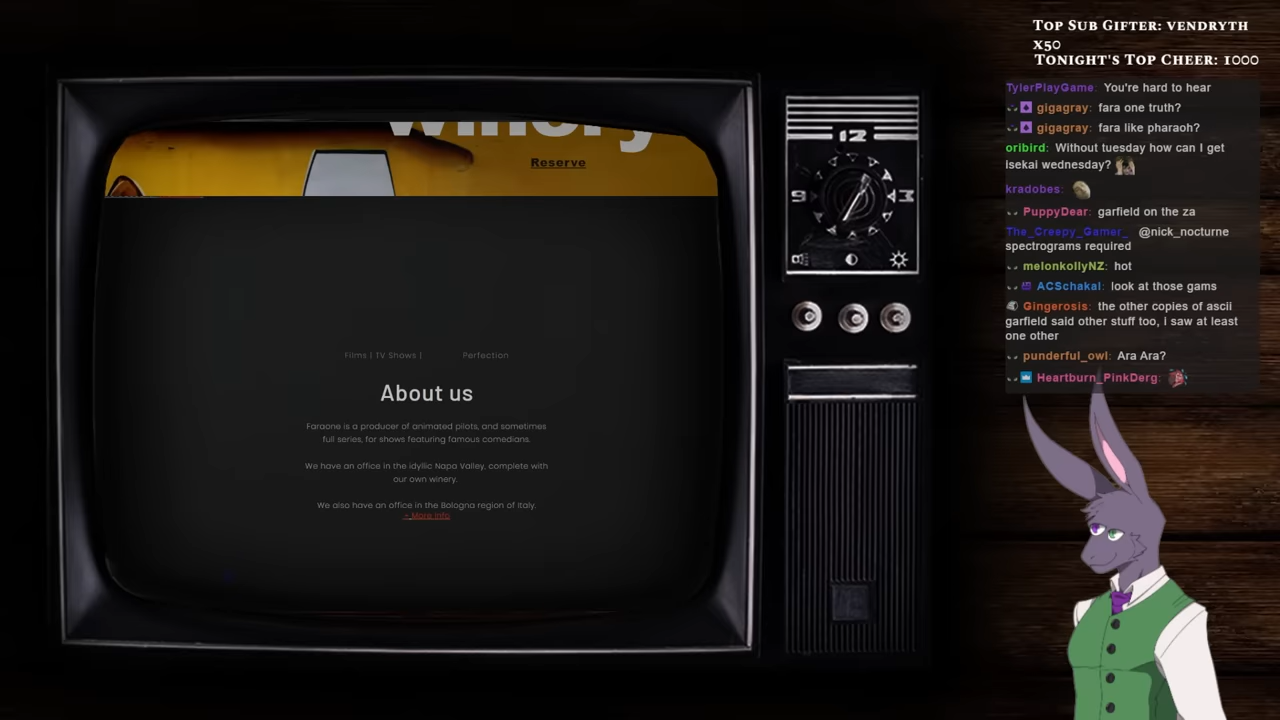 Top Sub Gifter: vendryth
x50
Tonight's Top Cheer: 1000
TylerPlayGame: You're hard to hear
gigagray: fara one truth?
gigagray: fara like pharaoh?
oribird: Without tuesday how can I get
isekai wednesday?
kradobes:
PuppyDear: garfield on the za
The_Creepy_Gamer_ @nick_nocturne
spectrograms required
melonkollyNZ: hot
ACSchakal: look at those gams
Gingerosis: the other copies of ascii
garfield said other stuff too, i saw at least
one other
punderful_owl: Ara Ara?
Heartburn_PinkDerg:
winery
Reserve
Films | TV Shows | Perfection
About us
Faraone is a producer of animated pilots, and sometimes
full series, for shows featuring famous comedians.
We have an office in the idyllic Napa Valley, complete with
our own winery.
We also have an office in the Bologna region of Italy.
+ More Info
12